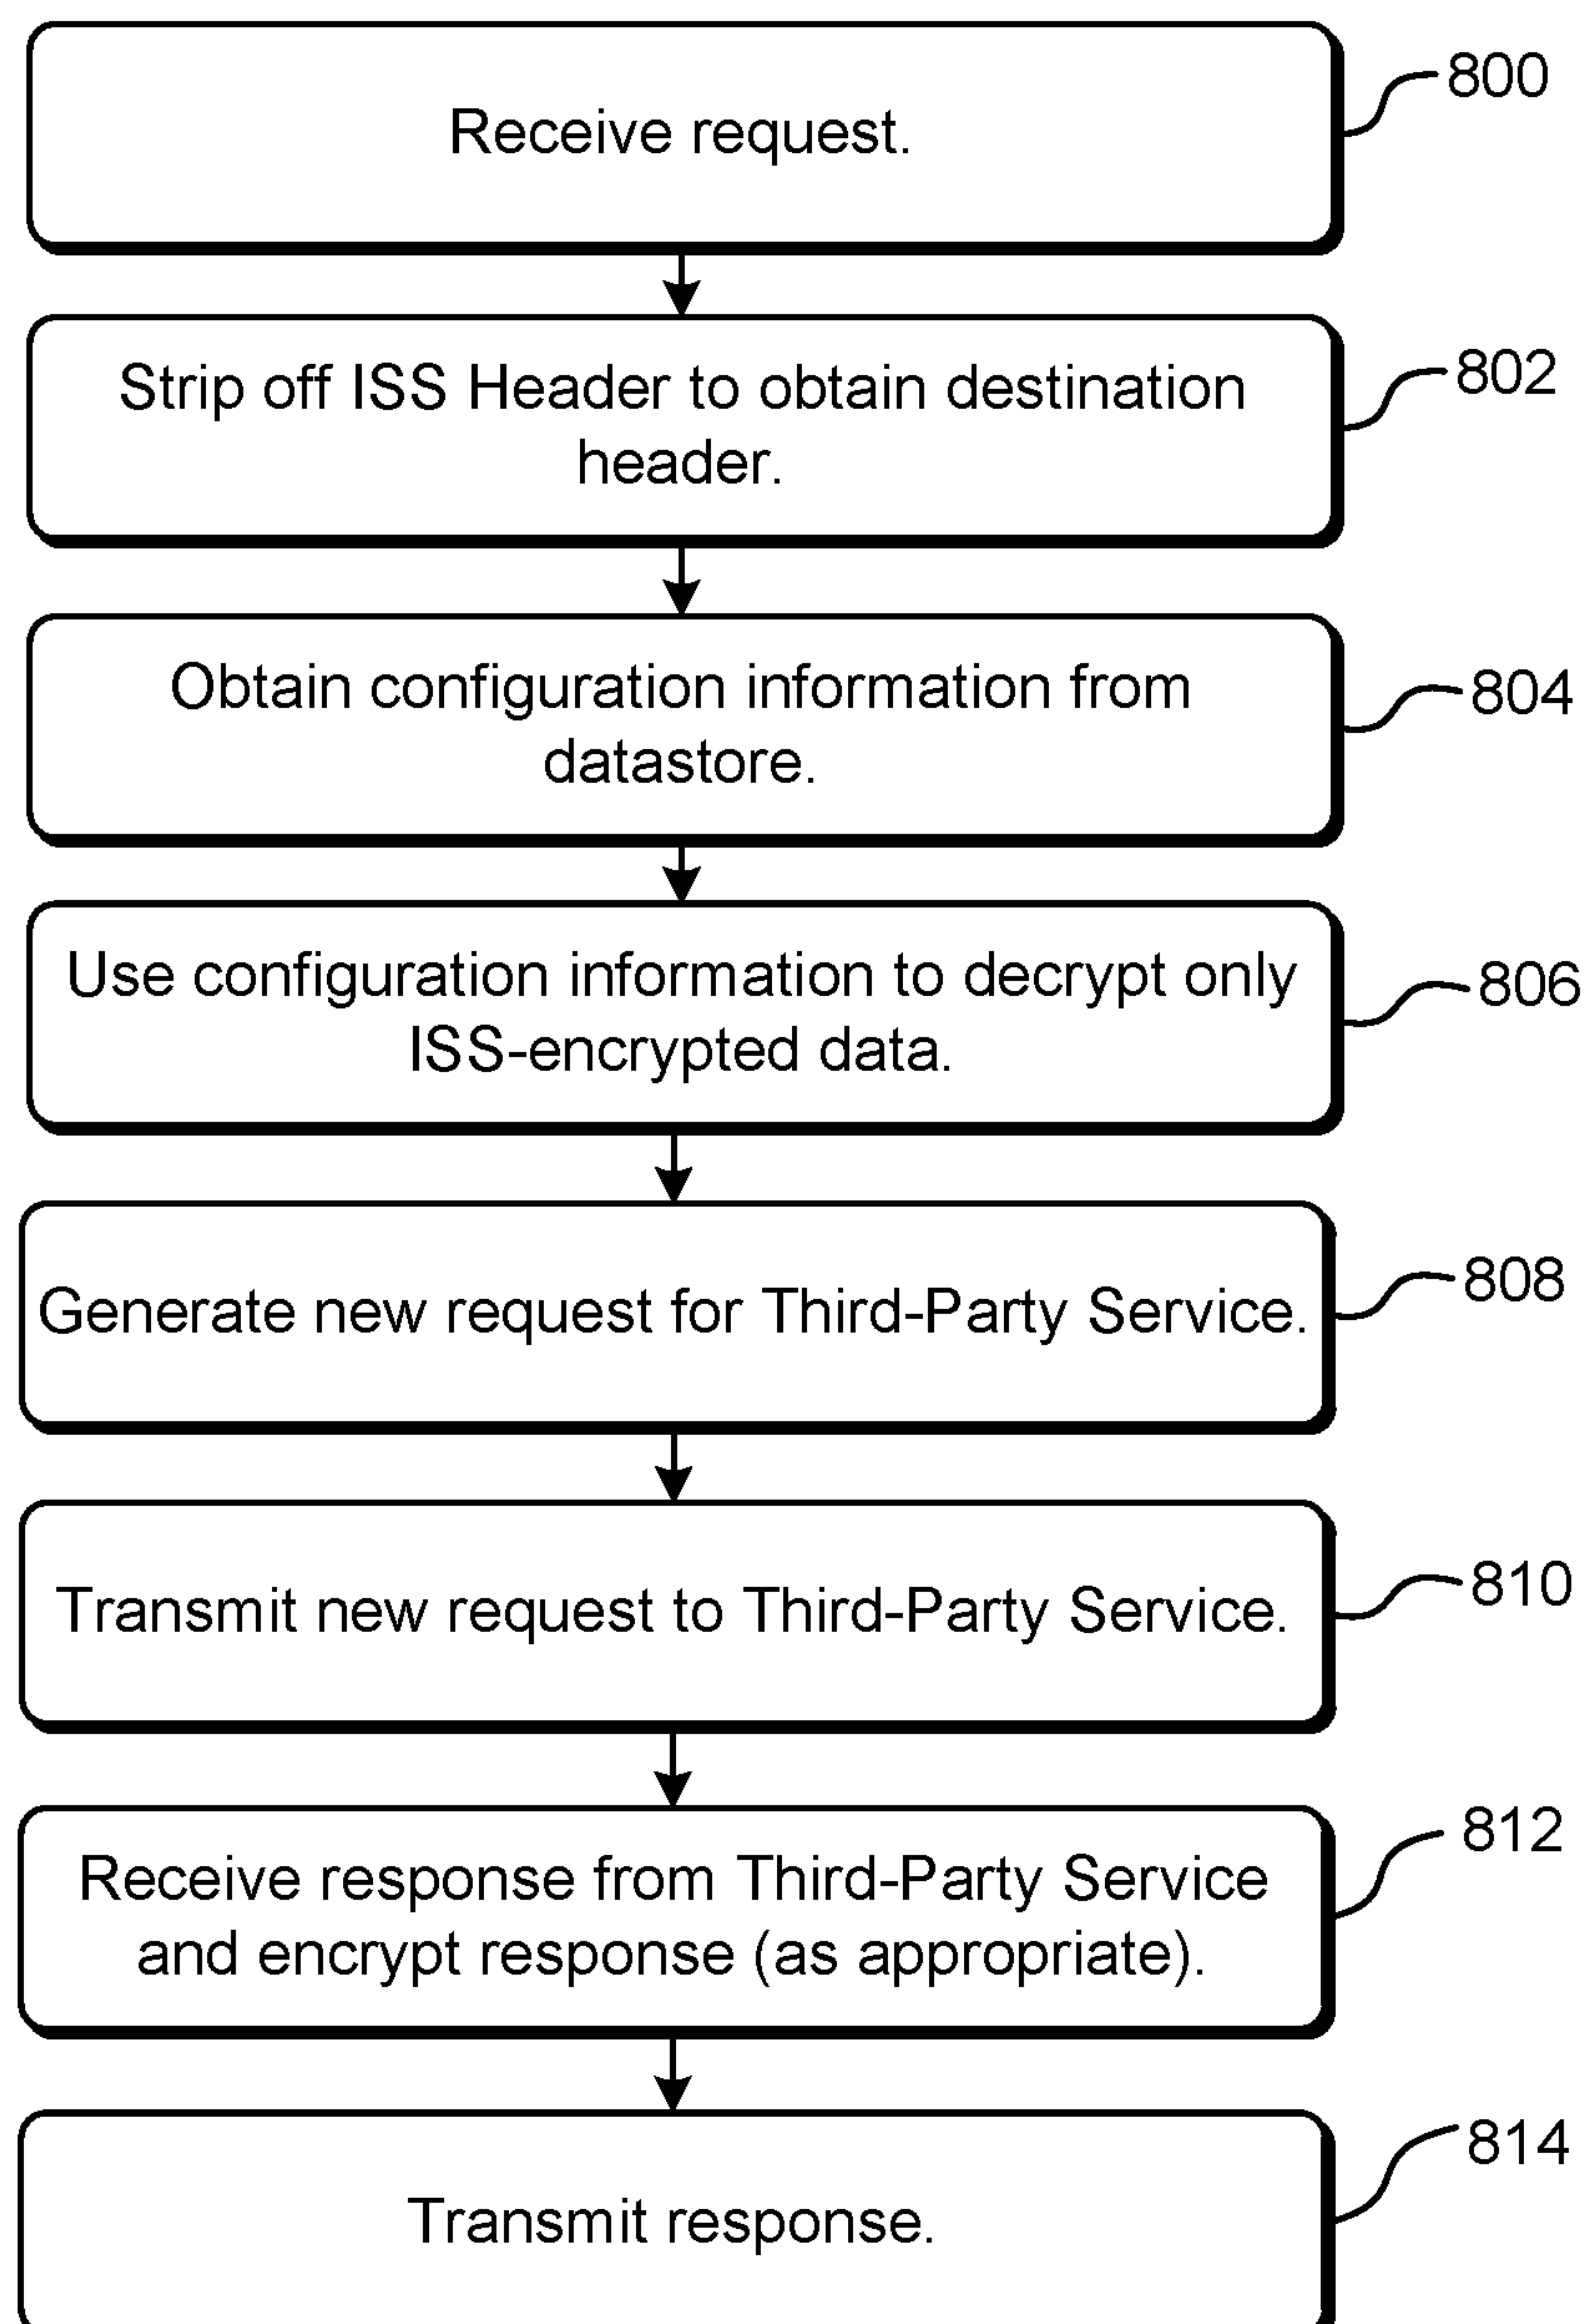 Receive request.
800
Strip off ISS Header to obtain destination
header.
802
Obtain configuration information from
datastore.
804
Use configuration information to decrypt only
ISS-encrypted data.
806
Generate new request for Third-Party Service.
808
Transmit new request to Third-Party Service.
810
Receive response from Third-Party Service
and encrypt response (as appropriate).
812
Transmit response.
814